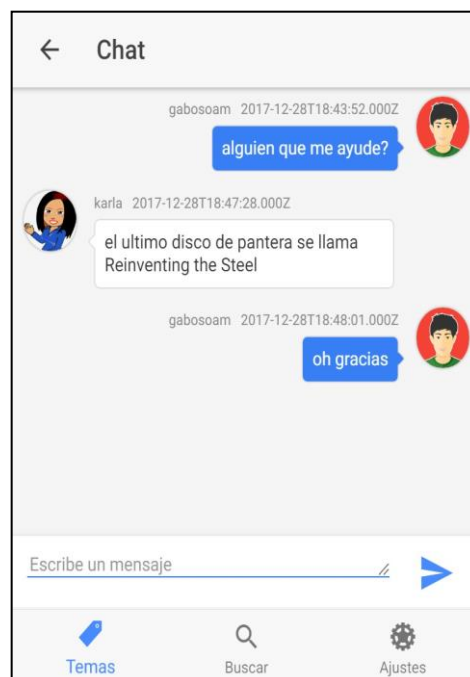 Chat
gabosoam 2017-12-28T18:43:52.000Z
alguien que me ayude?
karla 2017-12-28T18:47:28.000Z
el ultimo disco de pantera se llama
Reinventing the Steel
gabosoam 2017-12-28T18:48:01.000Z
oh gracias
Escribe un mensaje
Temas
Buscar
Ajustes